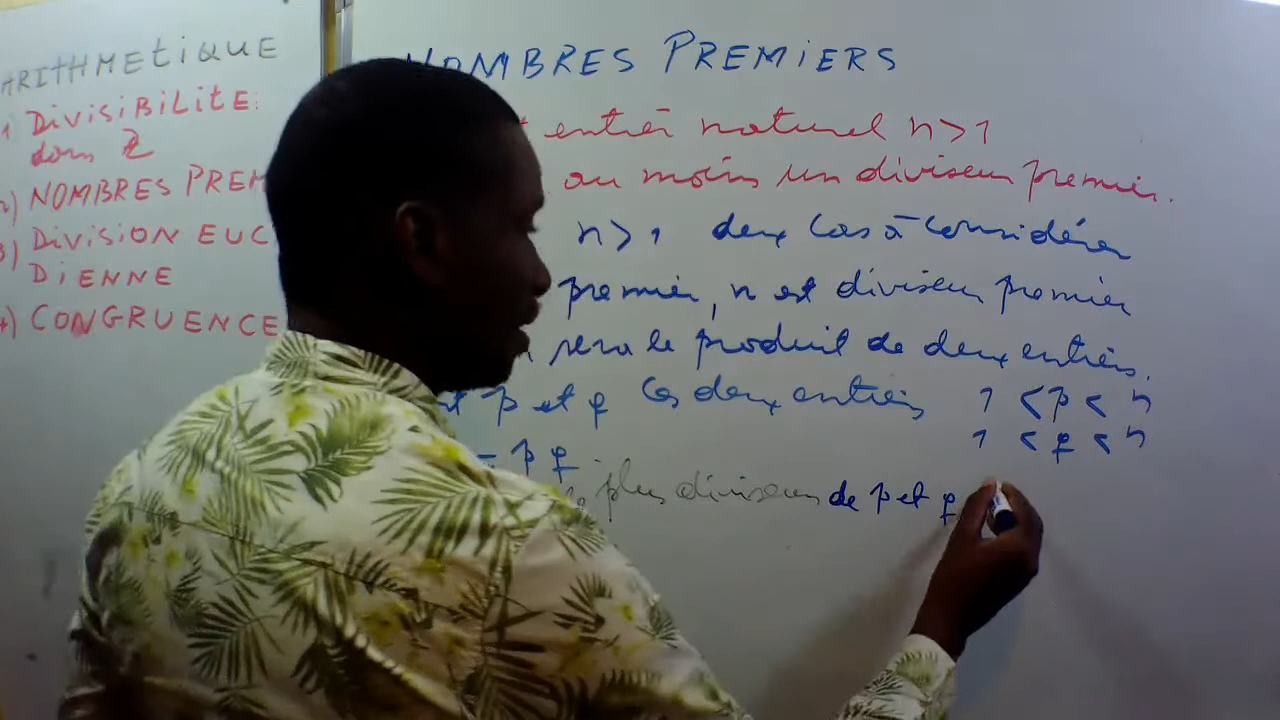 ARITHMETIQUE
1 DIVISIBILITE:
dans Z
2) NOMBRES PREM
3) DIVISION EUC
DIENNE
4) CONGRUENCE
NOMBRES PREMIERS
entier naturel n > 1
au moins un diviseur premier.
n > 1 deux cas à considérer
premier, n est diviseur premier
sera le produit de deux entiers.
p et q les deux entiers 1 < p < n
1 < q < n
= p q
plus diviseurs de p et q